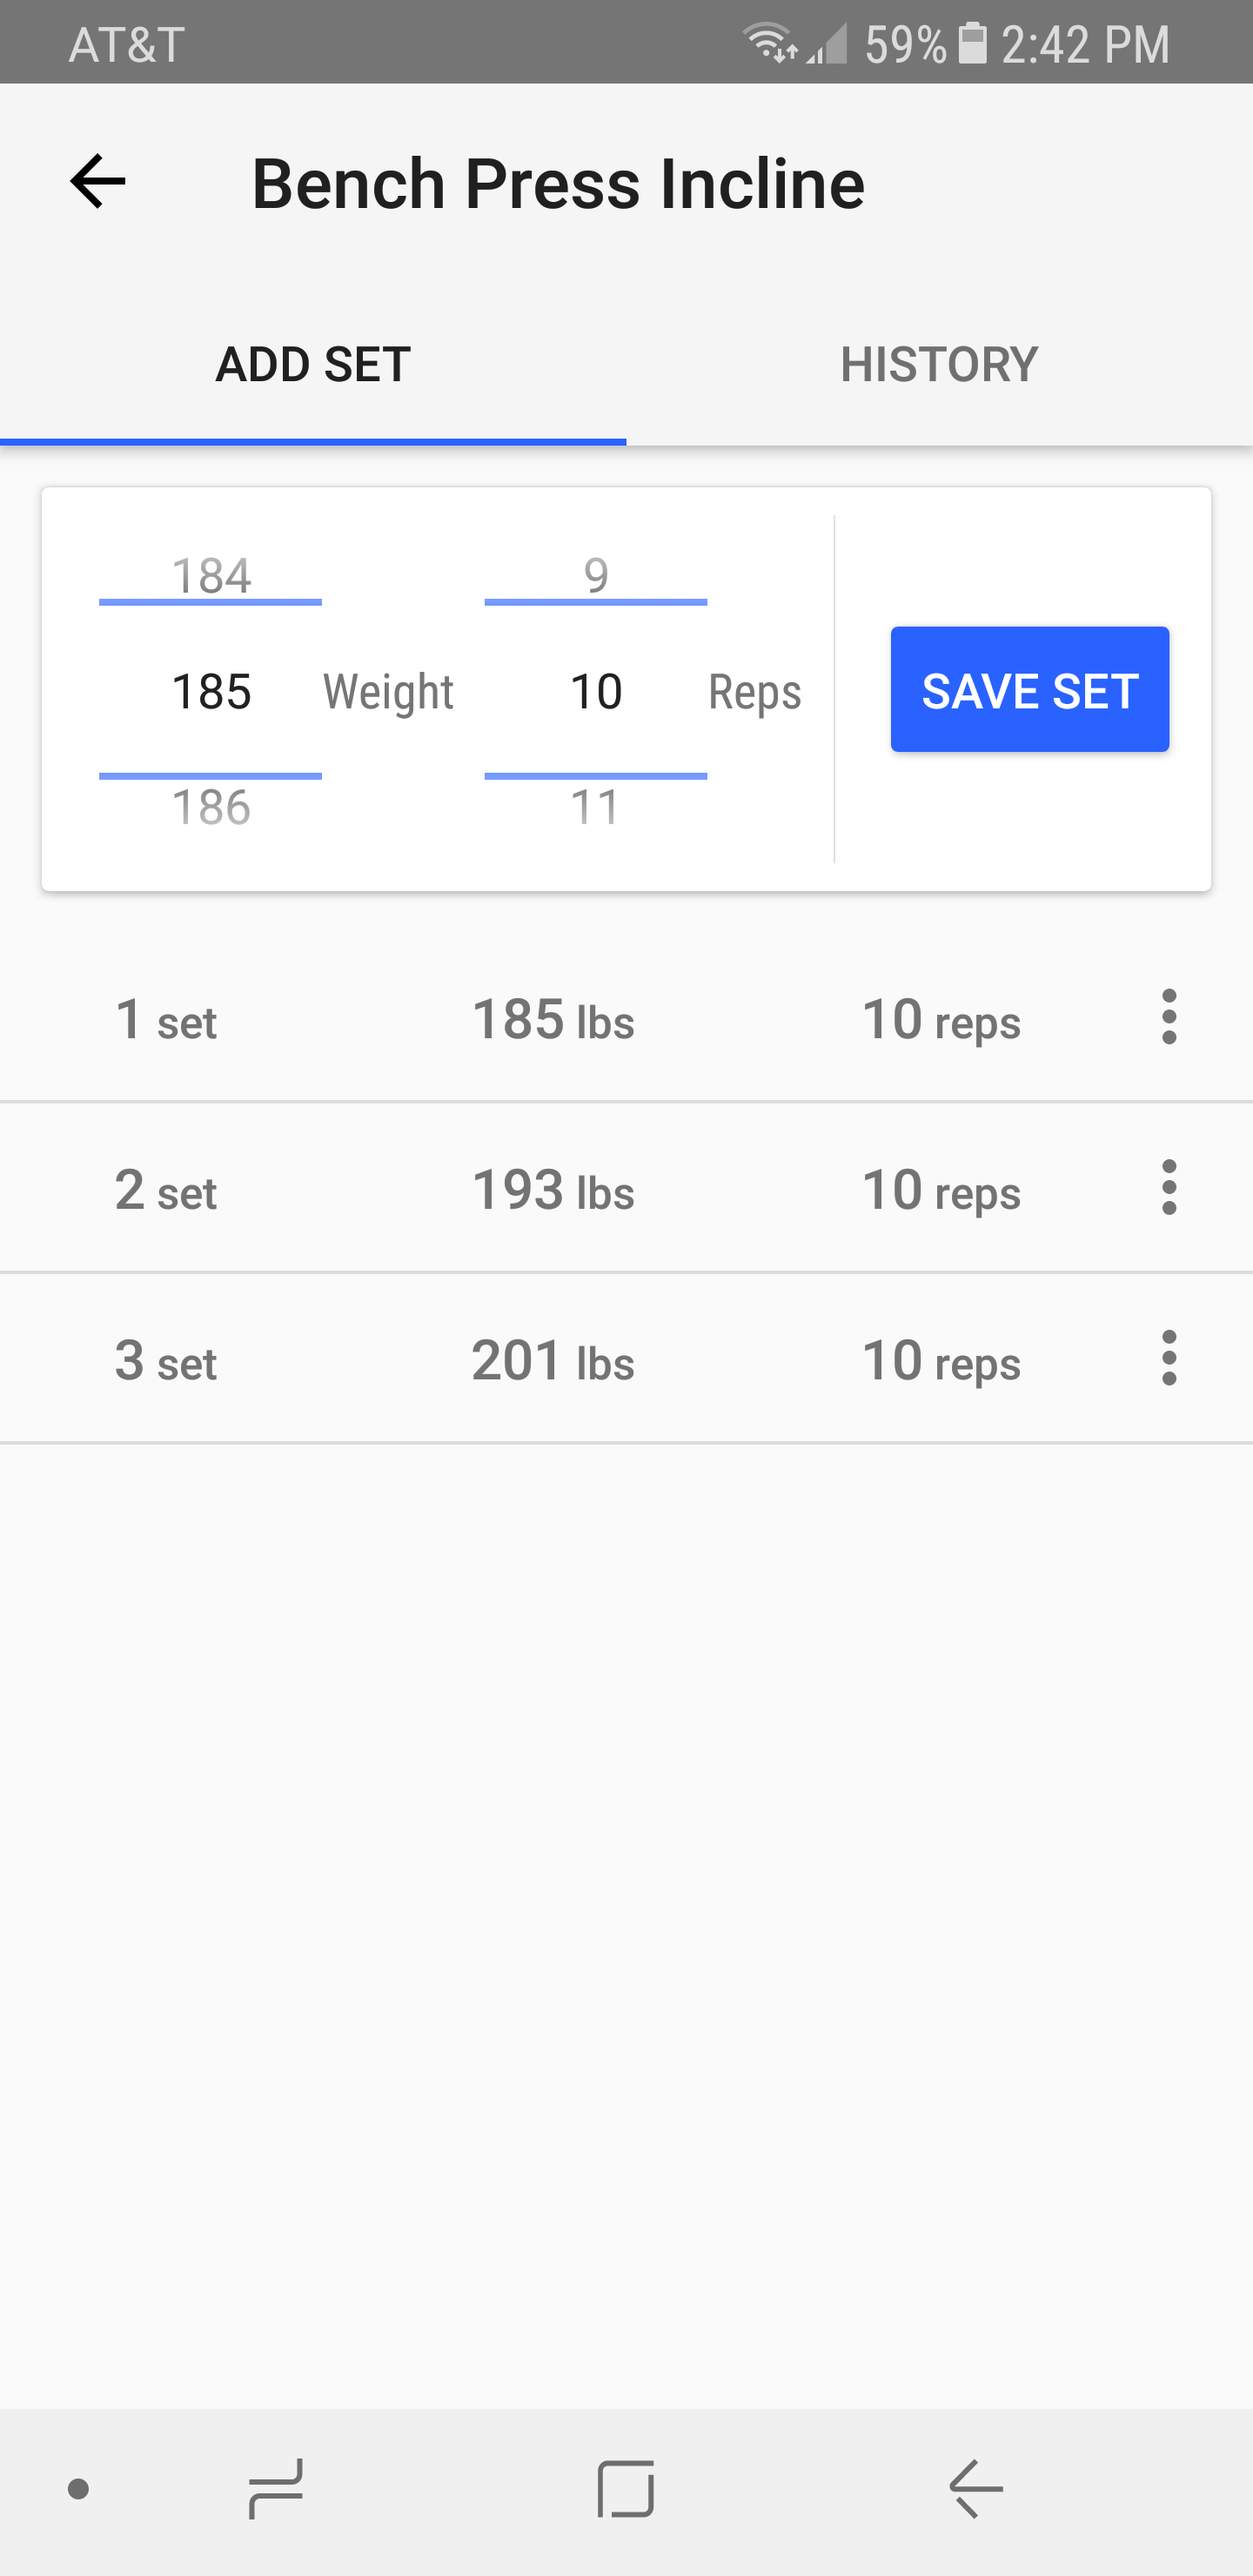 AT&T 59% 2:42 PM
Bench Press Incline
ADD SET HISTORY
184 9
185 Weight 10 Reps SAVE SET
186 11
1 set 185 lbs 10 reps
2 set 193 lbs 10 reps
3 set 201 lbs 10 reps